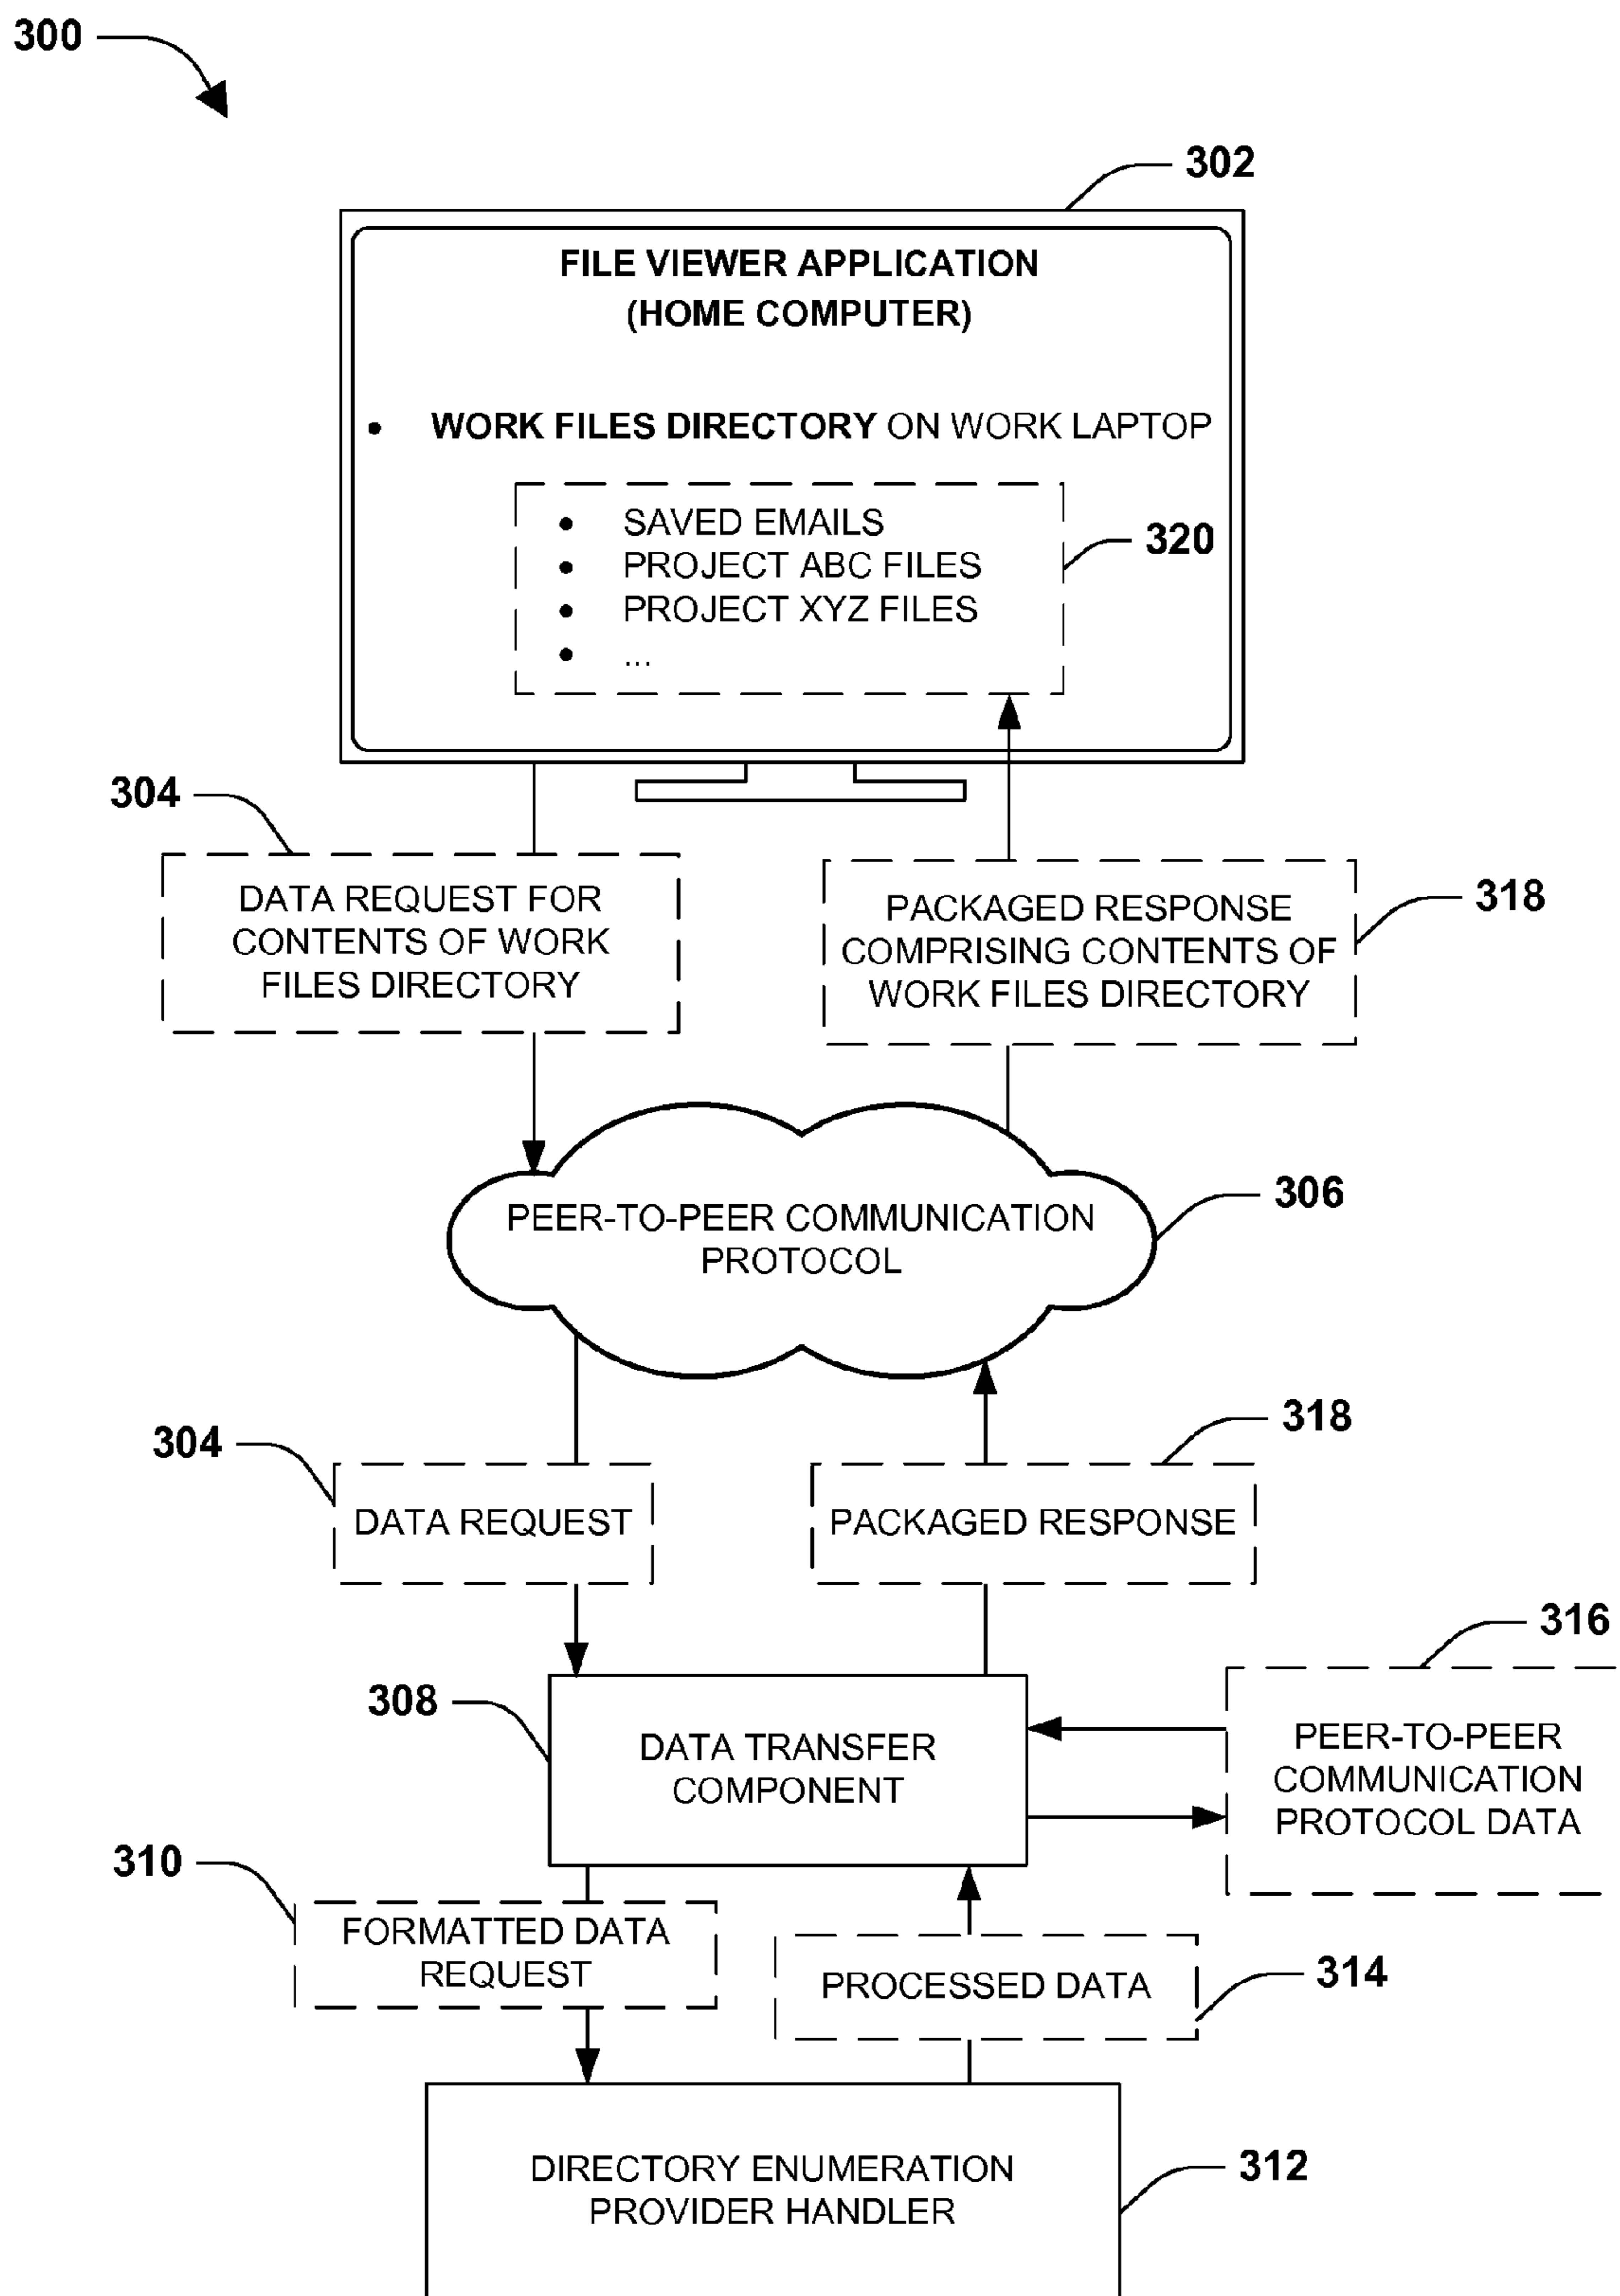 300
302
FILE VIEWER APPLICATION
(HOME COMPUTER)
• WORK FILES DIRECTORY ON WORK LAPTOP
• SAVED EMAILS
• PROJECT ABC FILES
• PROJECT XYZ FILES
• ...
320
304
DATA REQUEST FOR
CONTENTS OF WORK
FILES DIRECTORY
PACKAGED RESPONSE
COMPRISING CONTENTS OF
WORK FILES DIRECTORY
318
PEER-TO-PEER COMMUNICATION
PROTOCOL
306
304
DATA REQUEST
318
PACKAGED RESPONSE
308
DATA TRANSFER
COMPONENT
316
PEER-TO-PEER
COMMUNICATION
PROTOCOL DATA
310
FORMATTED DATA
REQUEST
PROCESSED DATA
314
DIRECTORY ENUMERATION
PROVIDER HANDLER
312